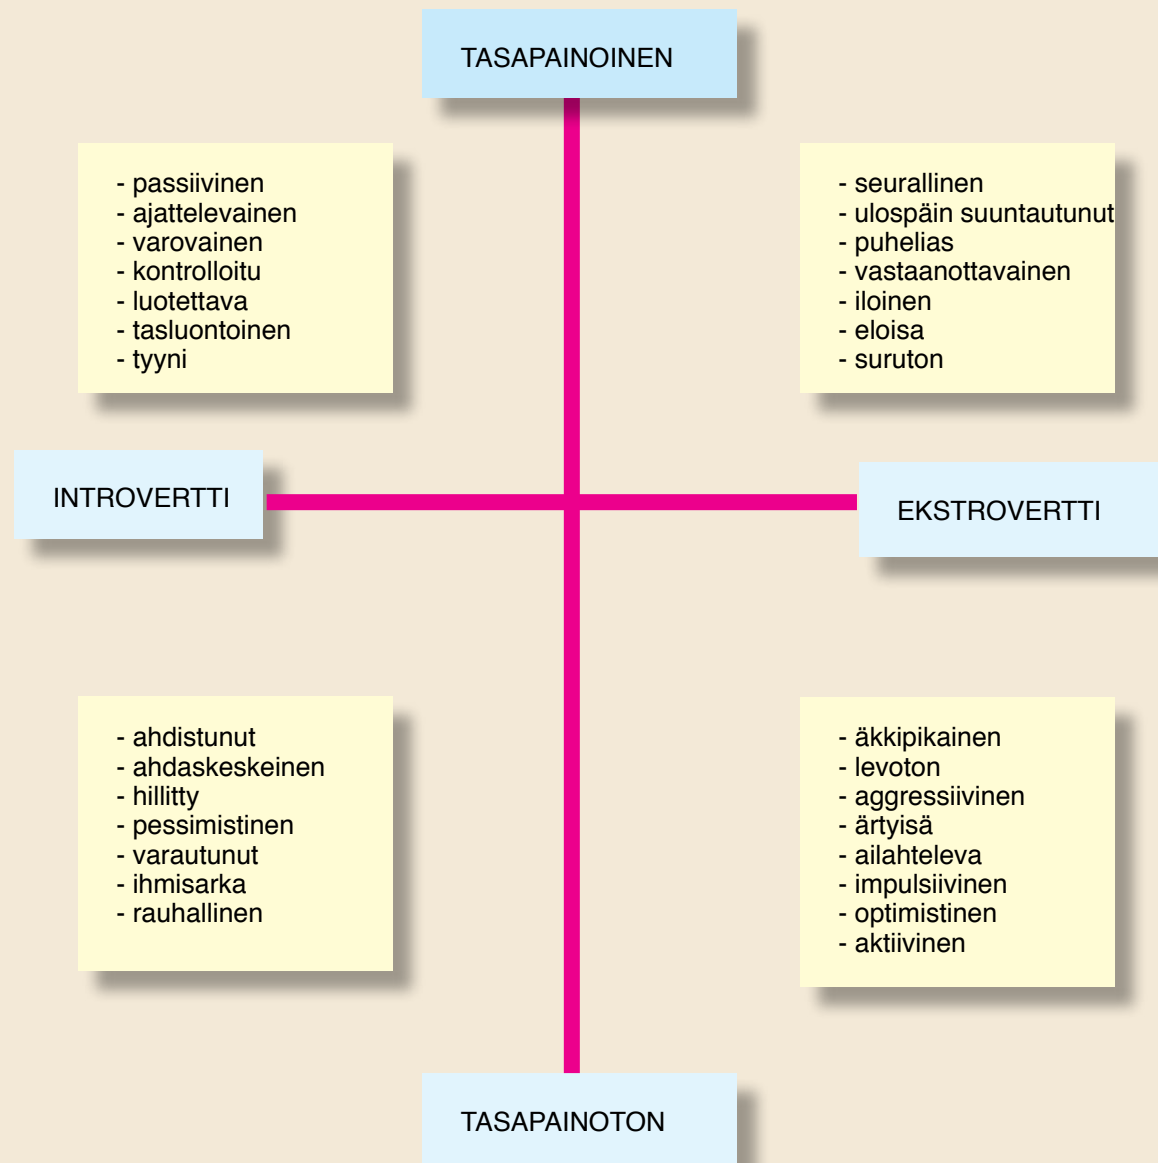 TASAPAINOINEN
- passiivinen
- ajattelevainen
- varovainen
- kontrolloitu
- luotettava
- tasluontoinen
- tyyni
- seurallinen
- ulospäin suuntautunut
- puhelias
- vastaanottavainen
- iloinen
- eloisa
- suruton
INTROVERTTI
EKSTROVERTTI
- ahdistunut
- ahdaskeskeinen
- hillitty
- pessimistinen
- varautunut
- ihmisarka
- rauhallinen
- äkkipikainen
- levoton
- aggressiivinen
- ärtyisä
- ailahteleva
- impulsiivinen
- optimistinen
- aktiivinen
TASAPAINOTON